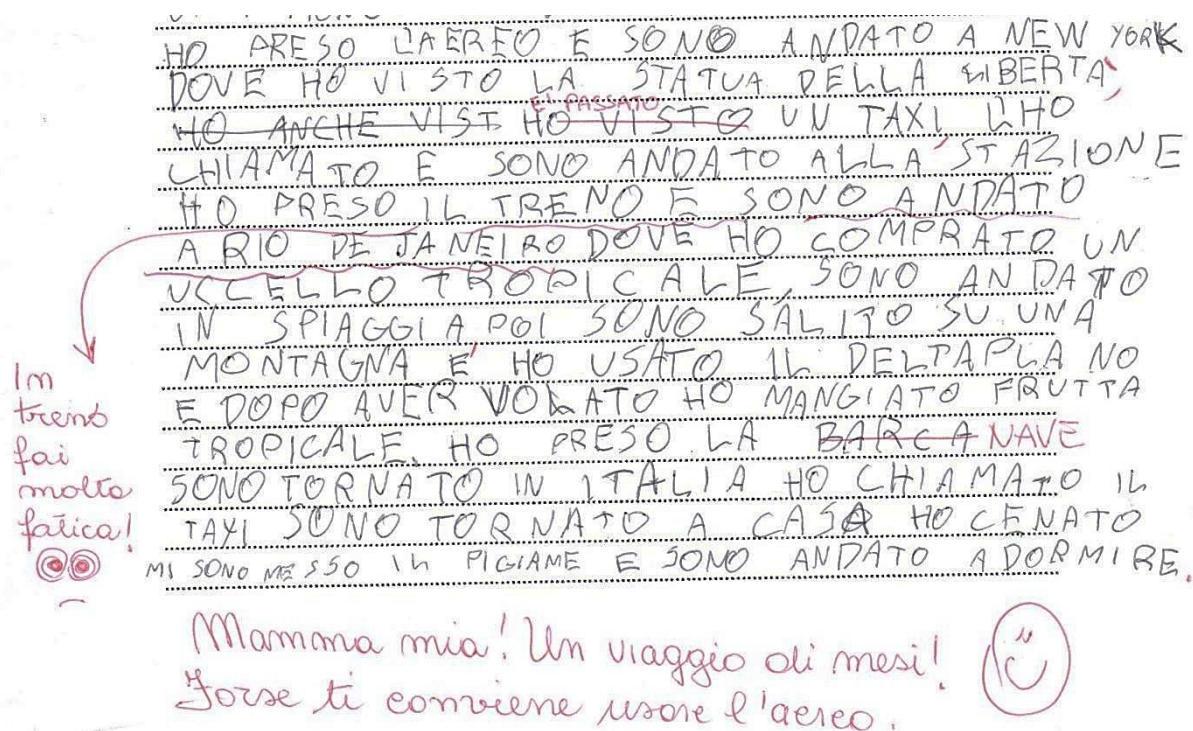 HO PRESO L'AEREO E SONO ANDATO A NEW YORK
DOVE HO VISTO LA STATUA DELLA LIBERTÀ,
HO ANCHE VIST HO VISTO È PASSATO UN TAXI, L'HO
CHIAMATO E SONO ANDATO ALLA STAZIONE
HO PRESO IL TRENO E SONO ANDATO
A RIO DE JANEIRO DOVE HO COMPRATO UN
UCCELLO TROPICALE, SONO ANDATO
IN SPIAGGIA POI SONO SALITO SU UNA
MONTAGNA E HO USATO IL DELTAPLANO
E DOPO AVER VOLATO HO MANGIATO FRUTTA
TROPICALE. HO PRESO LA BARCA NAVE
SONO TORNATO IN ITALIA HO CHIAMATO IL
TAXI SONO TORNATO A CASA HO CENATO
MI SONO MESSO IL PIGIAME E SONO ANDATO A DORMIRE.
In
treno
fai
molta
fatica!
Mamma mia! Un viaggio di mesi!
Forse ti conviene usare l'aereo.